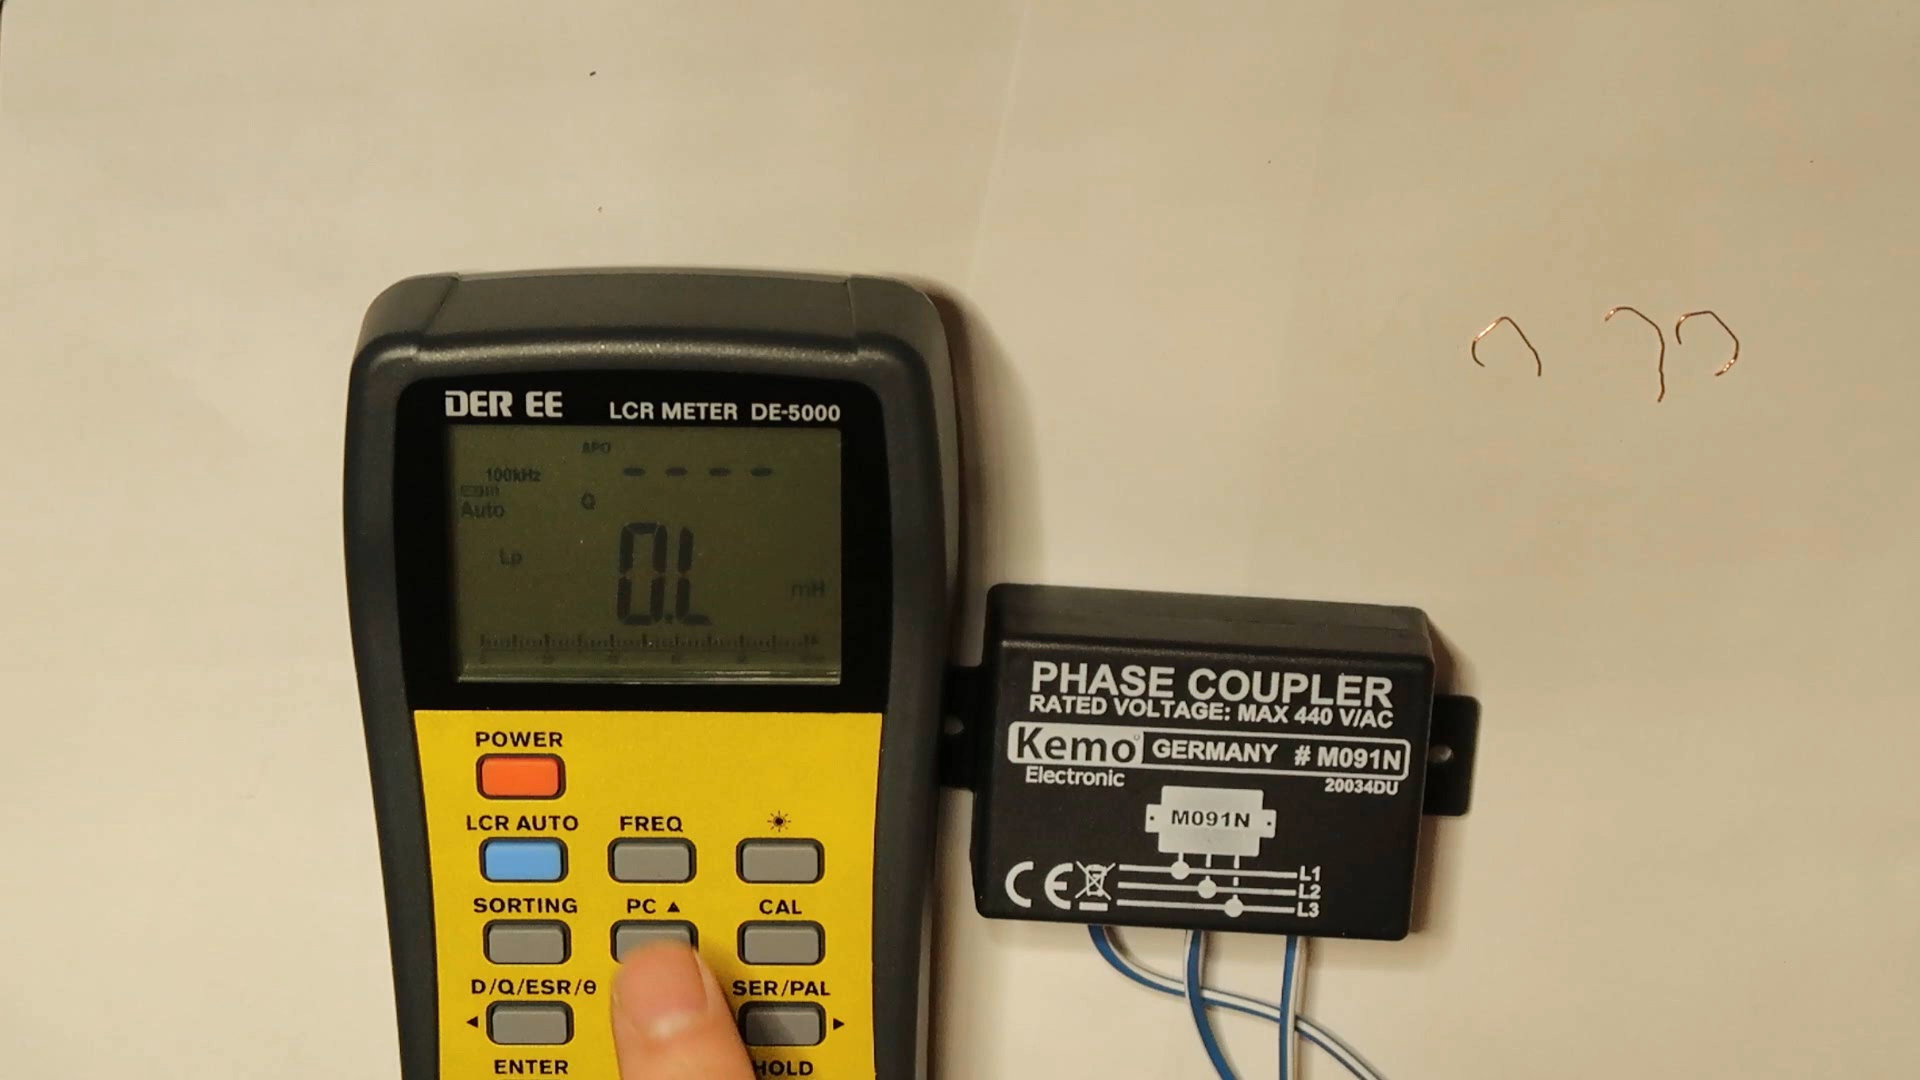 DER EE LCR METER DE-5000
APO
100kHz
Auto
Q
Lp
0.L
mH
POWER
LCR AUTO FREQ
SORTING PC ▲ CAL
D/Q/ESR/θ SER/PAL
◄ ►
ENTER HOLD
PHASE COUPLER
RATED VOLTAGE: MAX 440 V/AC
Kemo® GERMANY # M091N
Electronic 20034DU
M091N
CE
L1
L2
L3